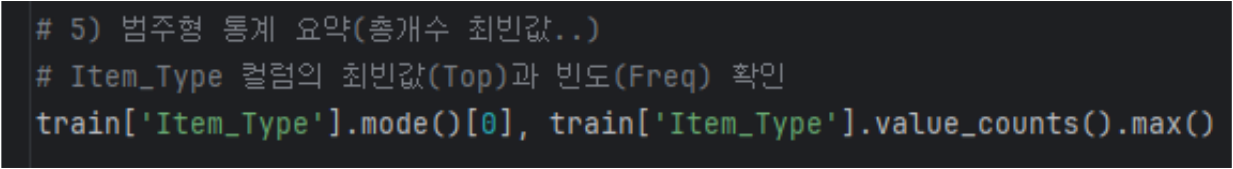 # 5) 범주형 통계 요약(총개수 최빈값..)
# Item_Type 컬럼의 최빈값(Top)과 빈도(Freq) 확인
train['Item_Type'].mode()[0], train['Item_Type'].value_counts().max()